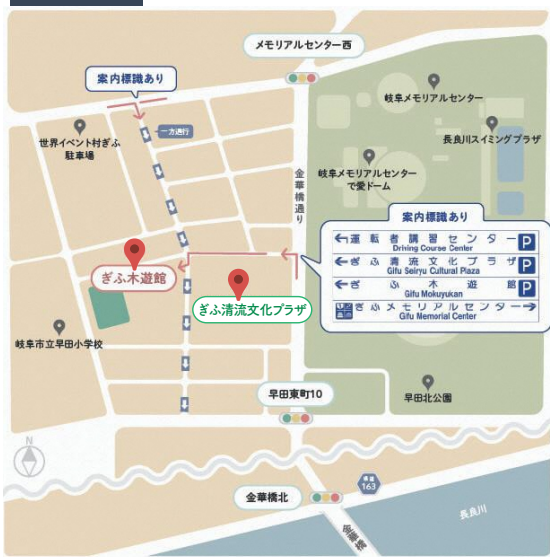 メモリアルセンター西
案内標識あり
世界イベント村ぎふ
駐車場
一方通行
岐阜メモリアルセンター
長良川スイミングプラザ
岐阜メモリアルセンター
で愛ドーム
金華橋通り
案内標識あり
←運転者講習センター P
Driving Course Center
←ぎふ清流文化プラザ P
Gifu Seiryu Cultural Plaza
←ぎふ木遊館 P
Gifu Mokuyukan
ぎふメモリアルセンター→
Gifu Memorial Center
ぎふ木遊館
ぎふ清流文化プラザ
岐阜市立早田小学校
早田東町10
早田北公園
N
金華橋北
県道
163
長良川
金華橋